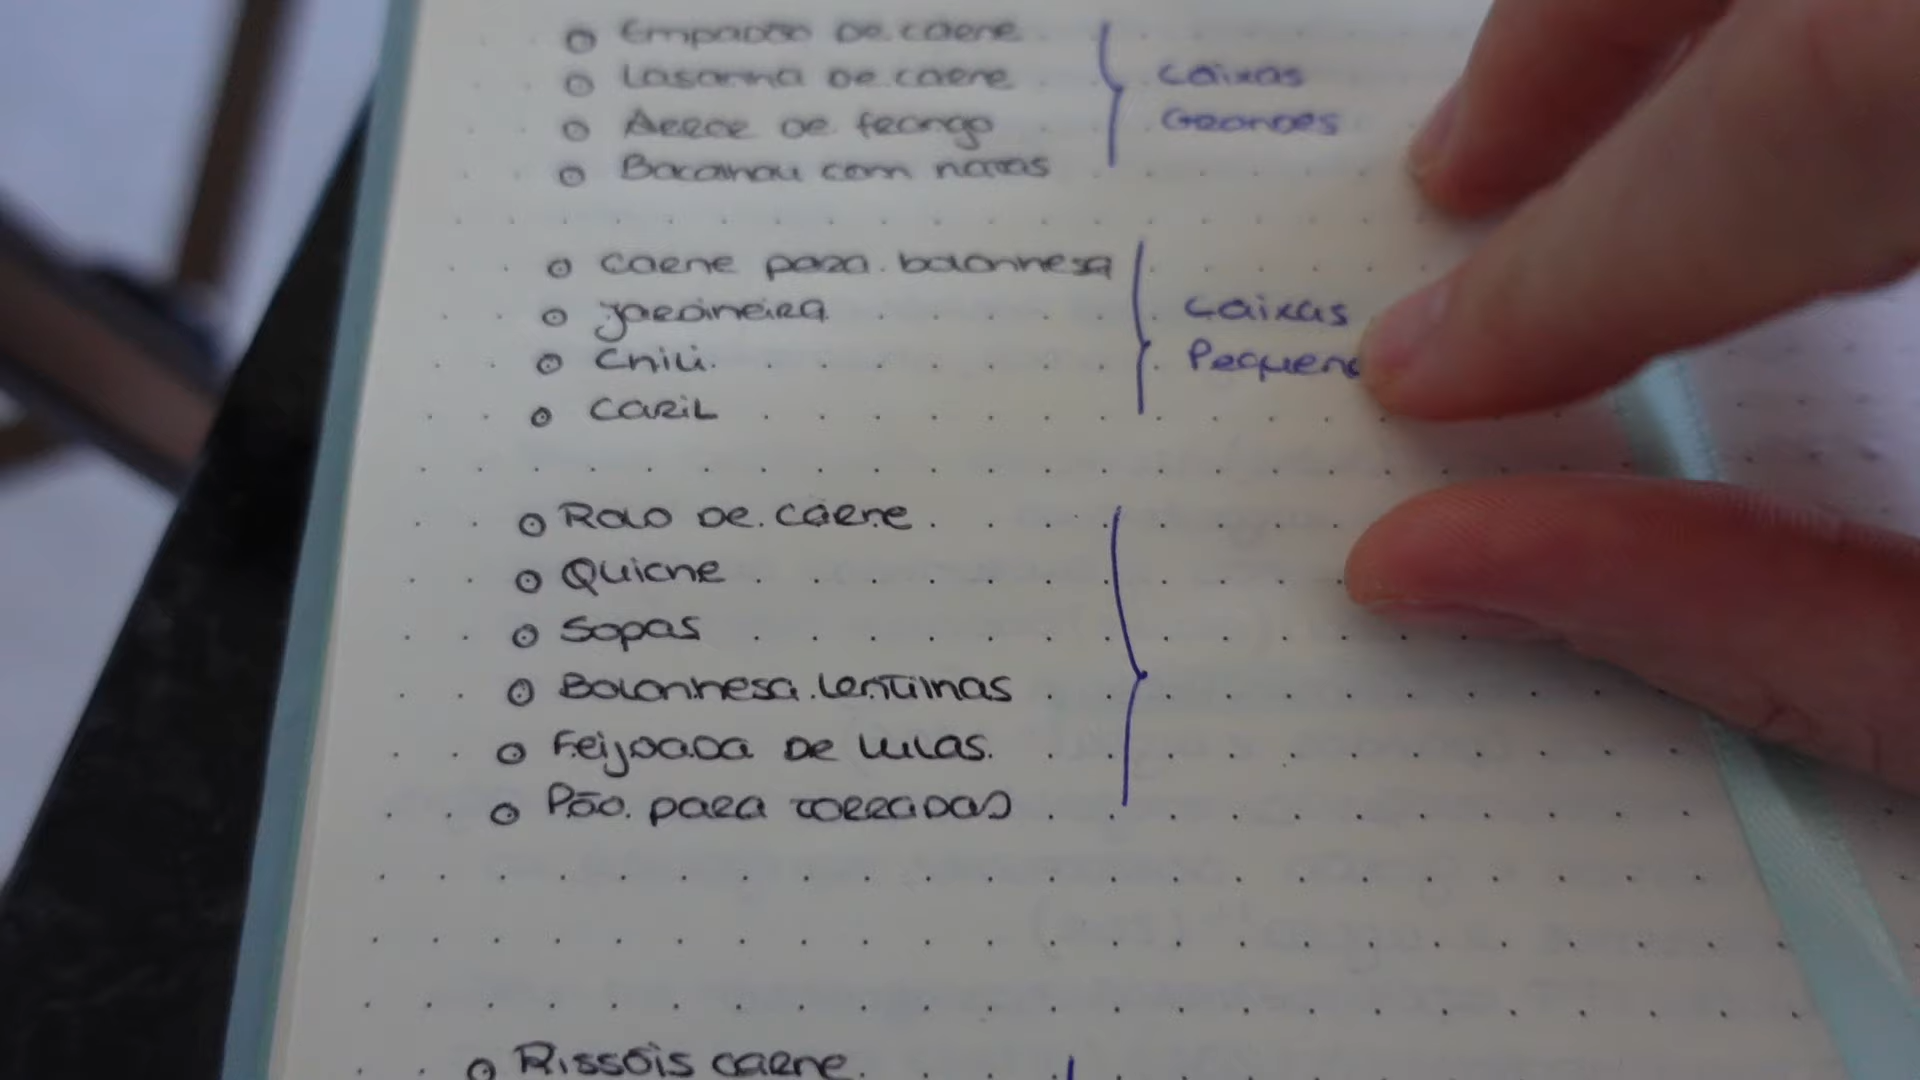 Empadão de carne
Lasanha de carne
Arroz de frango
Bacalhau com natas
Caixas
Grandes
Carne para bolonhesa
Jardineira
Chili
Caril
Caixas
Pequen
Rolo de carne
Quiche
Sopas
Bolonhesa lentilhas
Feijoada de lulas
Pão para torradas
Rissóis carne